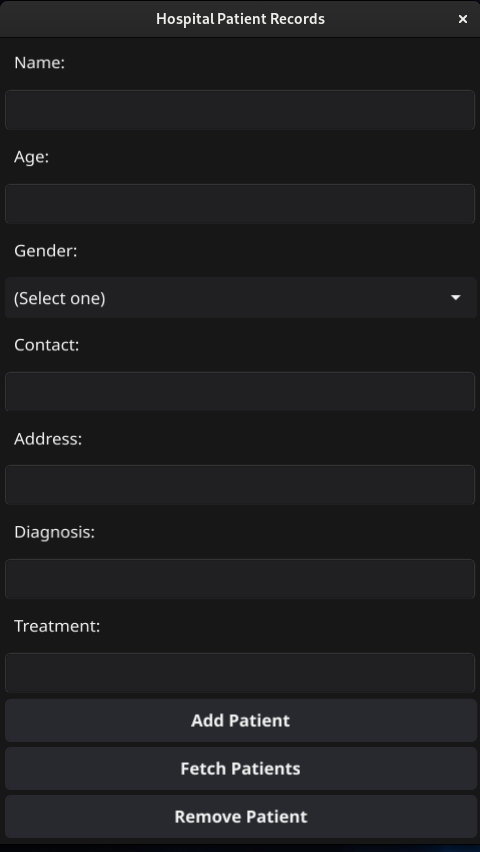 Hospital Patient Records
Name:
Age:
Gender:
(Select one)
Contact:
Address:
Diagnosis:
Treatment:
Add Patient
Fetch Patients
Remove Patient